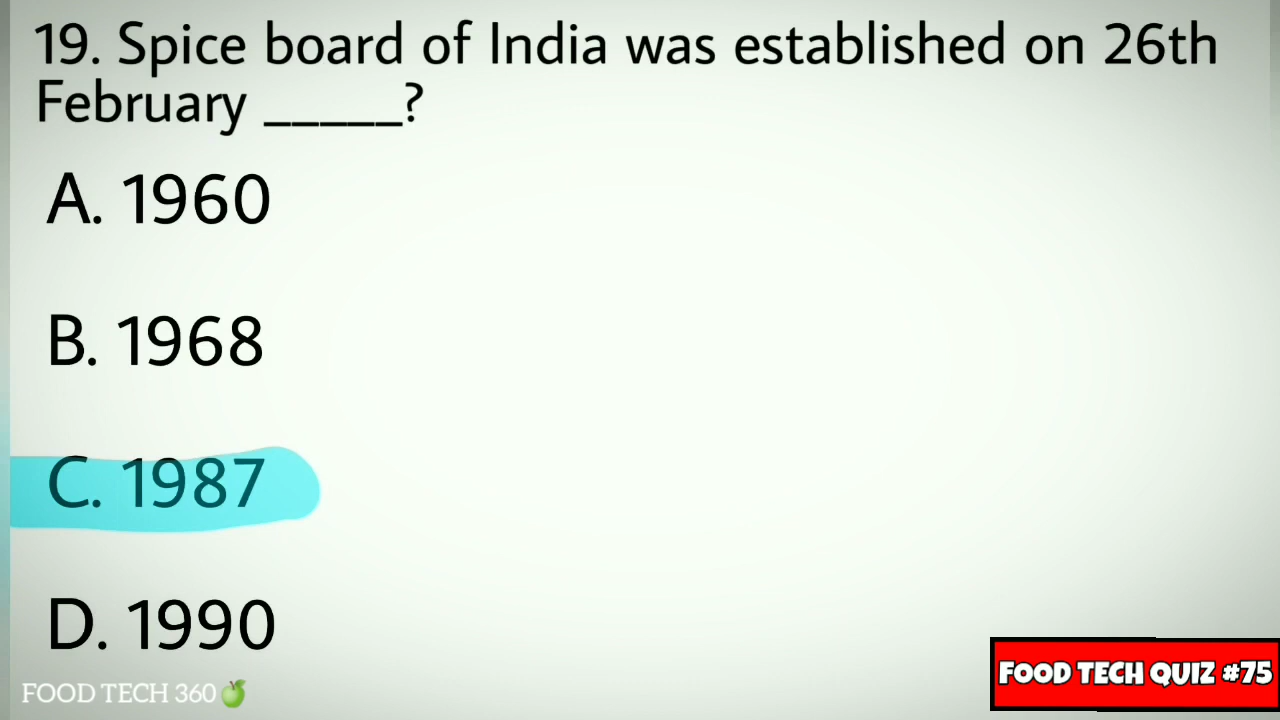 19. Spice board of India was established on 26th
February _____?
A. 1960
B. 1968
C. 1987
D. 1990
FOOD TECH 360
FOOD TECH QUIZ #75